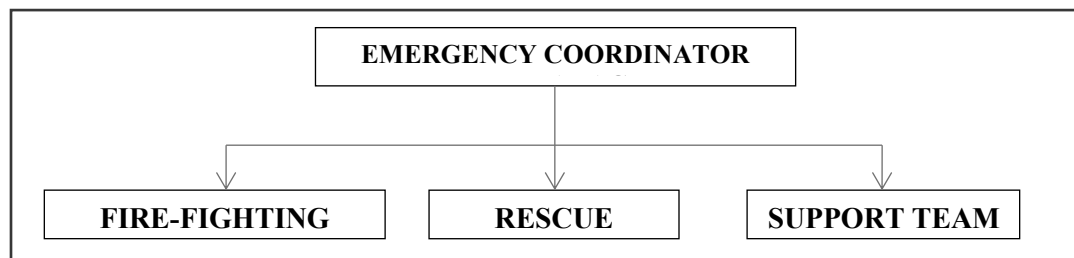 EMERGENCY COORDINATOR
FIRE-FIGHTING
RESCUE
SUPPORT TEAM